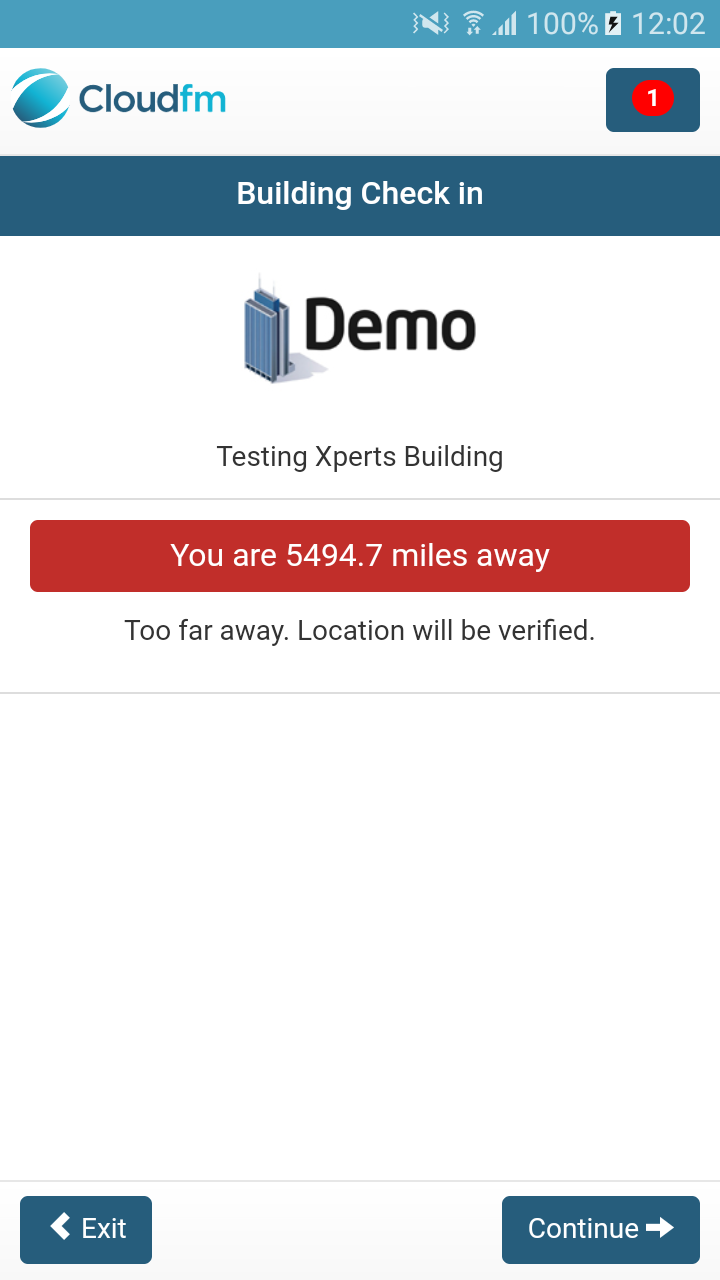 100% 12:02
Cloudfm
1
Building Check in
Demo
Testing Xperts Building
You are 5494.7 miles away
Too far away. Location will be verified.
Exit
Continue